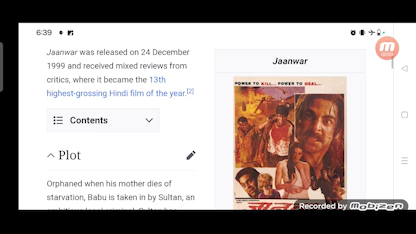 6:39
Jaanwar was released on 24 December
1999 and received mixed reviews from
critics, where it became the 13th
highest-grossing Hindi film of the year.[2]
Contents
Plot
Orphaned when his mother dies of
starvation, Babu is taken in by Sultan, an
Jaanwar
POWER TO KILL... POWER TO HEAL...
Recorded by MOBIZEN